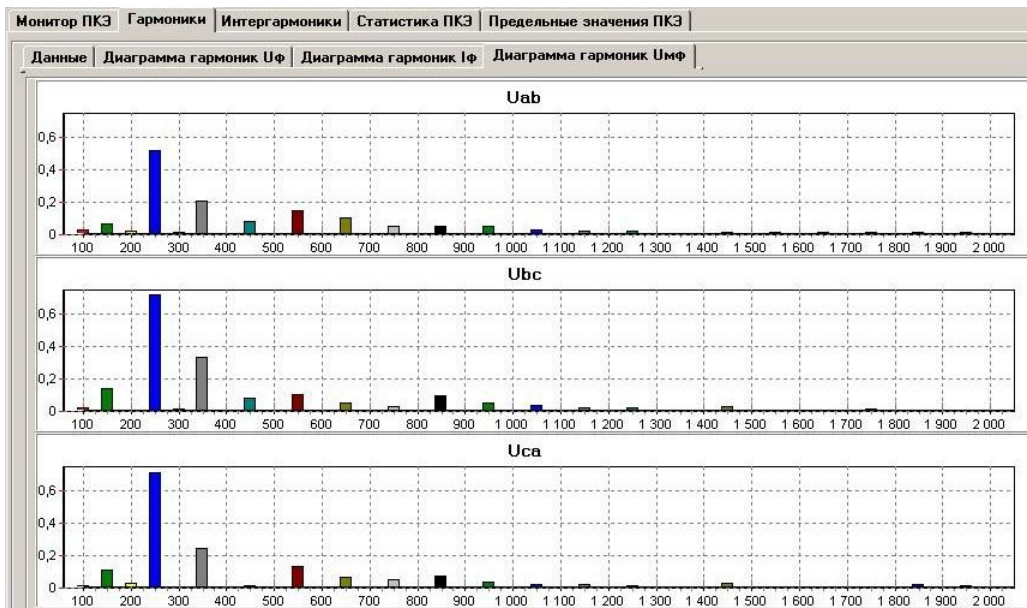 Монитор ПКЭ Гармоники Интергармоники Статистика ПКЭ Предельные значения ПКЭ
Данные Диаграмма гармоник Uф Диаграмма гармоник Iф Диаграмма гармоник Uмф
Uab
0,6
0,4
0,2
0
100 200 300 400 500 600 700 800 900 1 000 1 100 1 200 1 300 1 400 1 500 1 600 1 700 1 800 1 900 2 000
Ubc
0,6
0,4
0,2
0
100 200 300 400 500 600 700 800 900 1 000 1 100 1 200 1 300 1 400 1 500 1 600 1 700 1 800 1 900 2 000
Uca
0,6
0,4
0,2
0
100 200 300 400 500 600 700 800 900 1 000 1 100 1 200 1 300 1 400 1 500 1 600 1 700 1 800 1 900 2 000